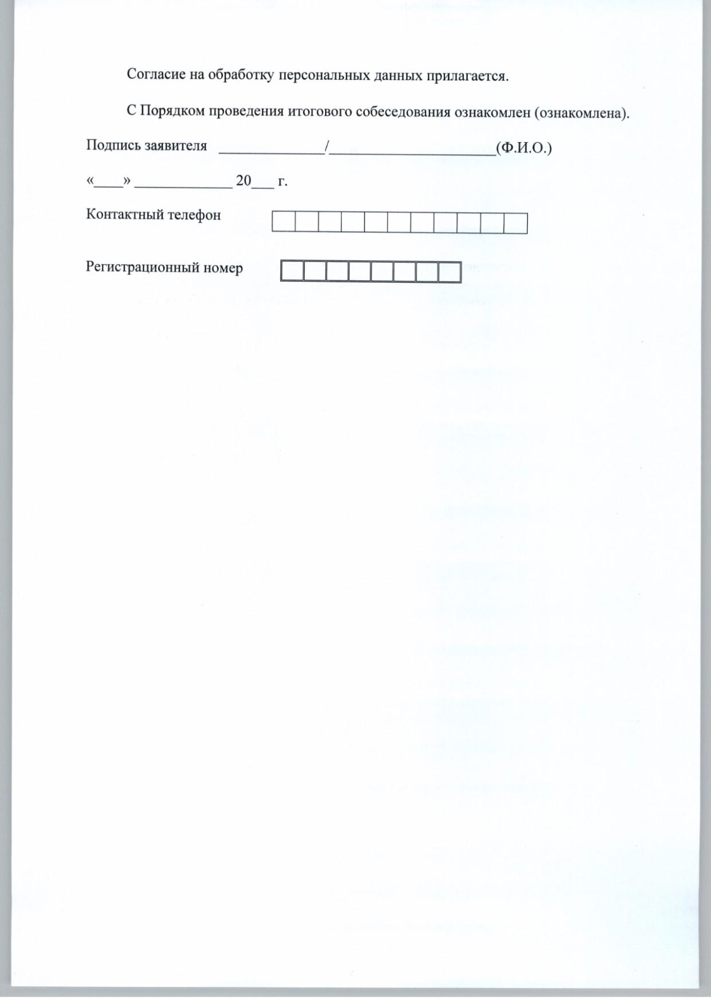 Согласие на обработку персональных данных прилагается.
С Порядком проведения итогового собеседования ознакомлен (ознакомлена).
Подпись заявителя ______________/______________________(Ф.И.О.)
«____» _____________ 20___ г.
Контактный телефон
Регистрационный номер